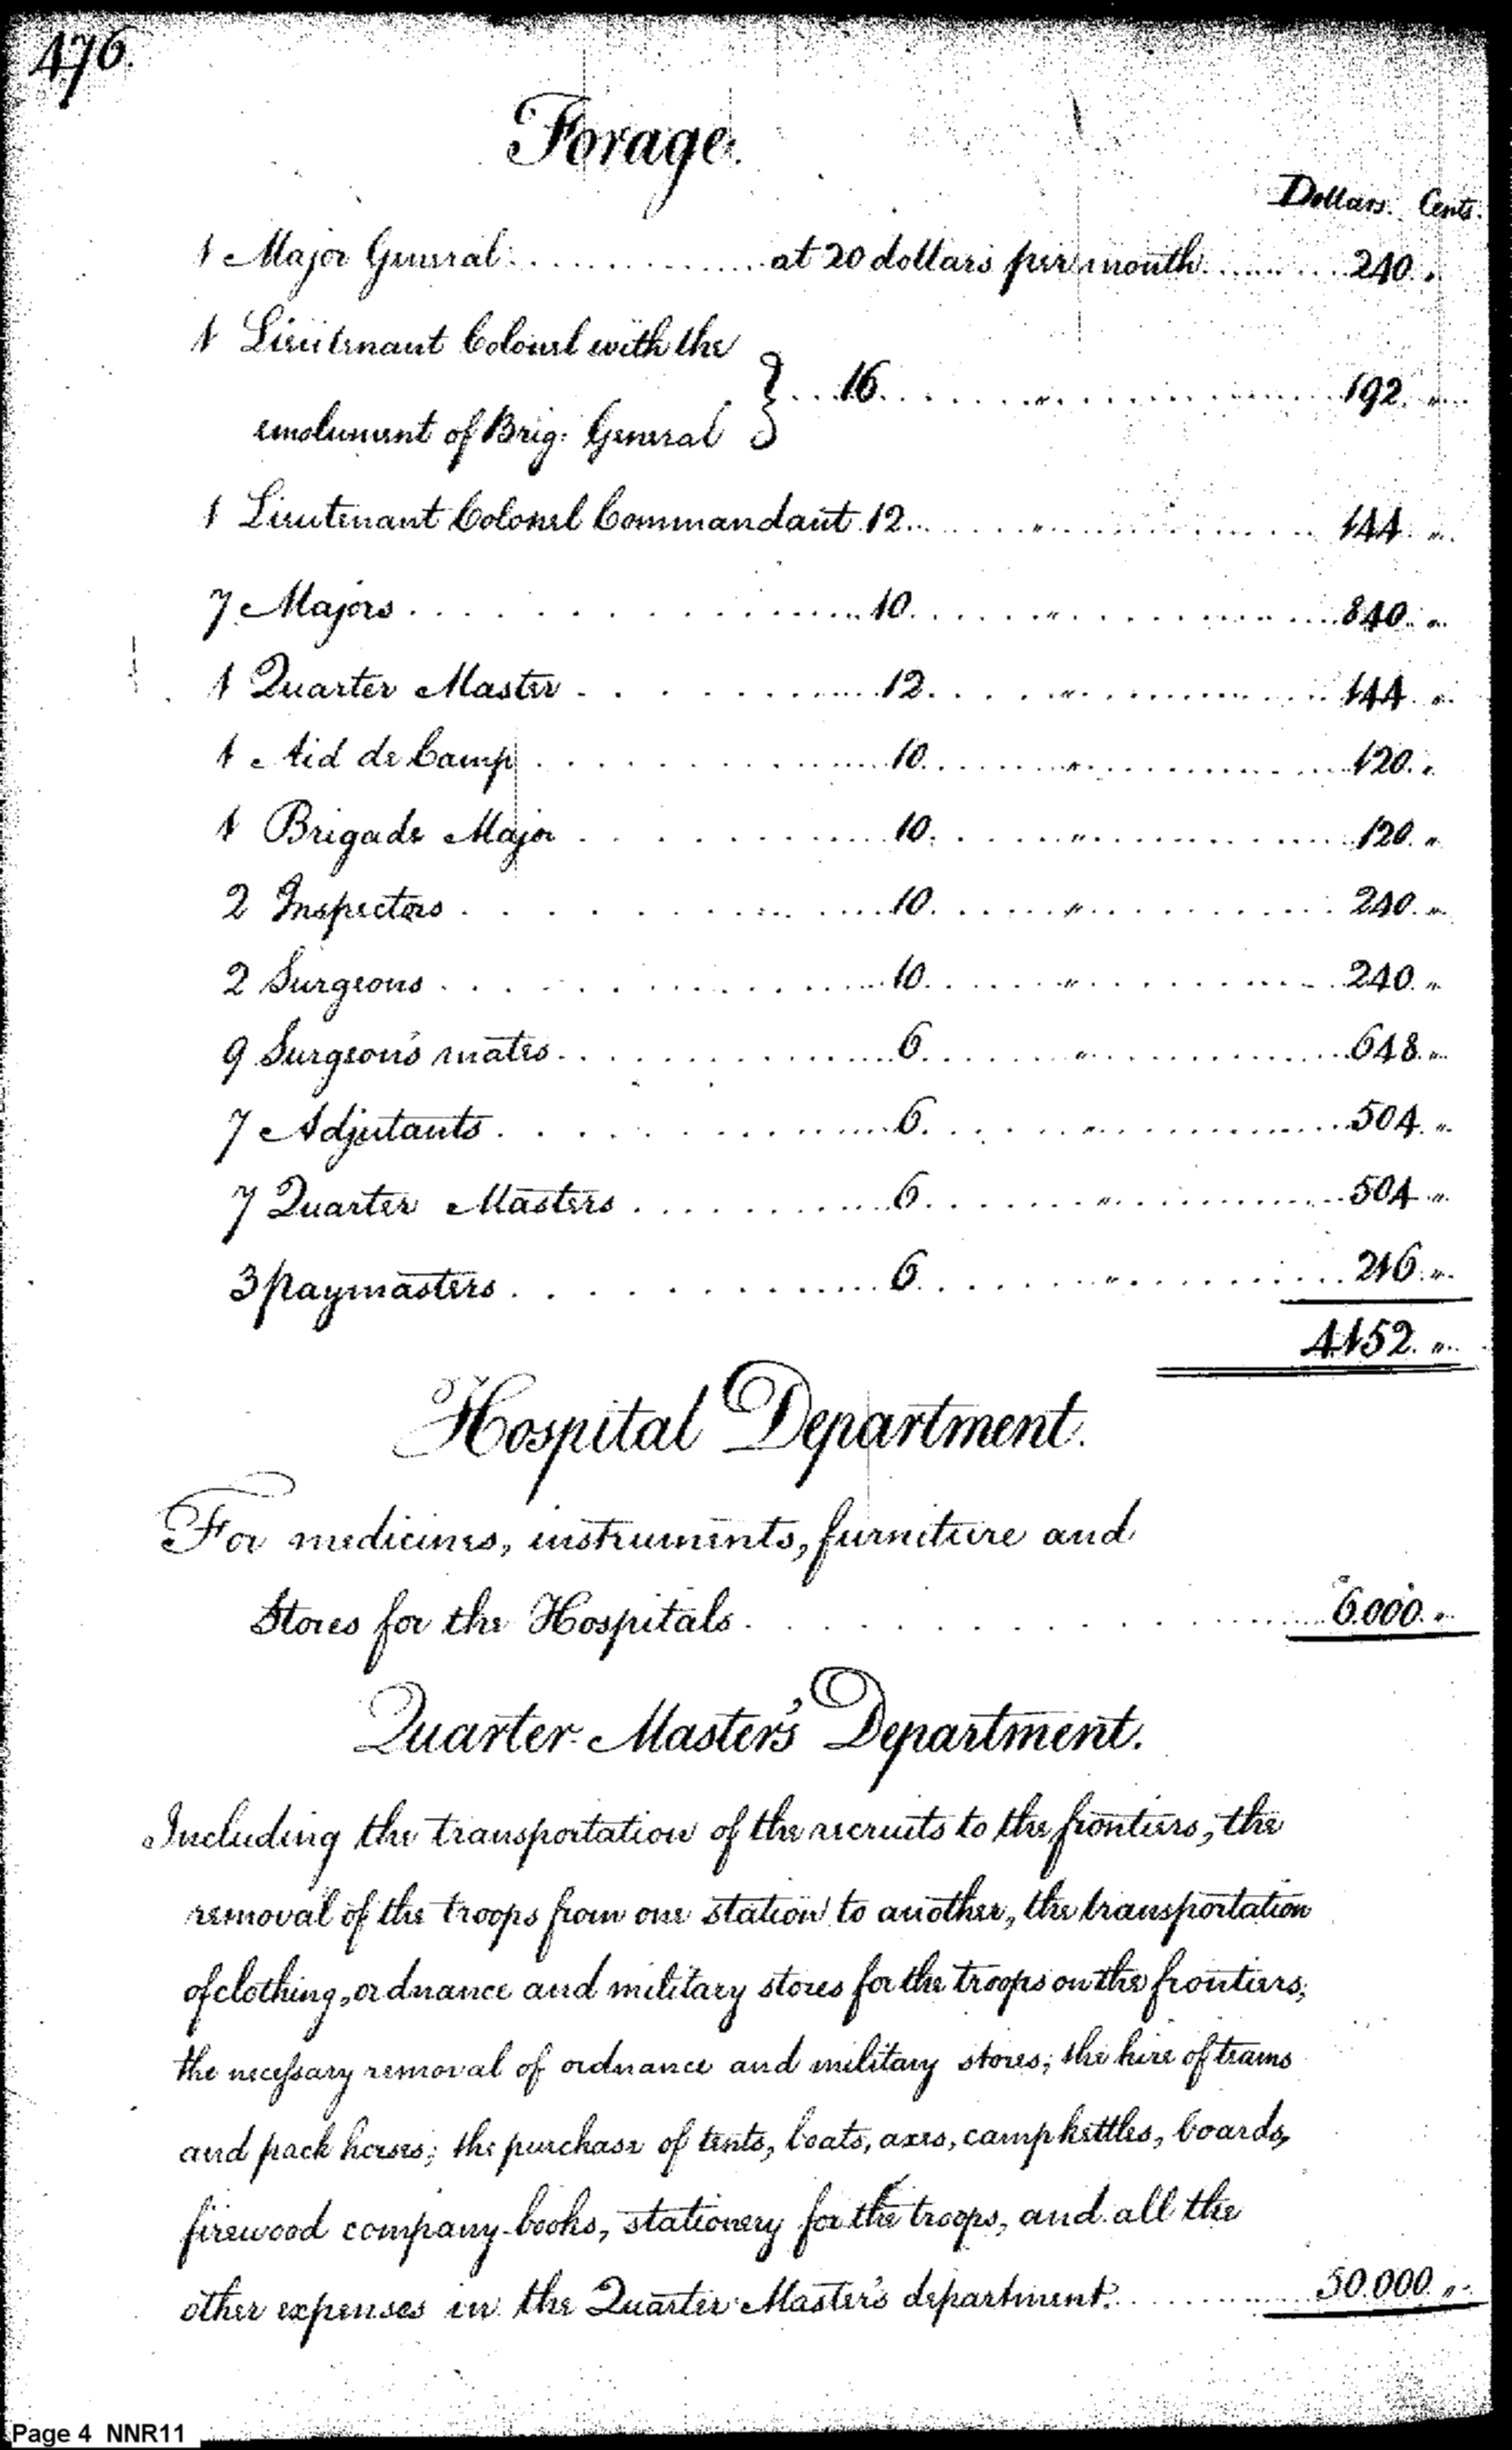 476.
Forage.
Dollars. Cents.
1 Major General . . . . . . . . . . at 20 dollars per month . . . . . . 240. "
1 Lieutenant Colonel with the
emolument of Brig: General } . . . 16 . . . . . . " . . . . . . 192. "
1 Lieutenant Colonel Commandant 12 . . . . . . " . . . . . . 144. "
7 Majors . . . . . . . . . . 10 . . . . . . " . . . . . . 840. "
1 Quarter Master . . . . . . . . . . 12 . . . . . . " . . . . . . 144. "
1 Aid de Camp . . . . . . . . . . 10 . . . . . . " . . . . . . 120. "
1 Brigade Major . . . . . . . . . . 10 . . . . . . " . . . . . . 120. "
2 Inspectors . . . . . . . . . . 10 . . . . . . " . . . . . . 240. "
2 Surgeons . . . . . . . . . . 10 . . . . . . " . . . . . . 240. "
9 Surgeon's mates . . . . . . . . . . 6 . . . . . . " . . . . . . 648. "
7 Adjutants . . . . . . . . . . 6 . . . . . . " . . . . . . 504. "
7 Quarter Masters . . . . . . . . . . 6 . . . . . . " . . . . . . 504. "
3 paymasters . . . . . . . . . . 6 . . . . . . " . . . . . . 216. "
4.152. "
Hospital Department.
For medicines, instruments, furniture and
Stores for the Hospitals . . . . . . . . . . 6.000. "
Quarter Master's Department.
Including the transportation of the recruits to the frontiers, the
removal of the troops from one station to another, the transportation
of clothing, ordnance and military stores for the troops on the frontiers;
the necessary removal of ordnance and military stores; the hire of teams
and pack horses; the purchase of tents, boats, axes, camp kettles, boards,
firewood company books, stationery for the troops, and all the
other expenses in the Quarter Master's department . . . . . . 50.000. "
Page 4 NNR11